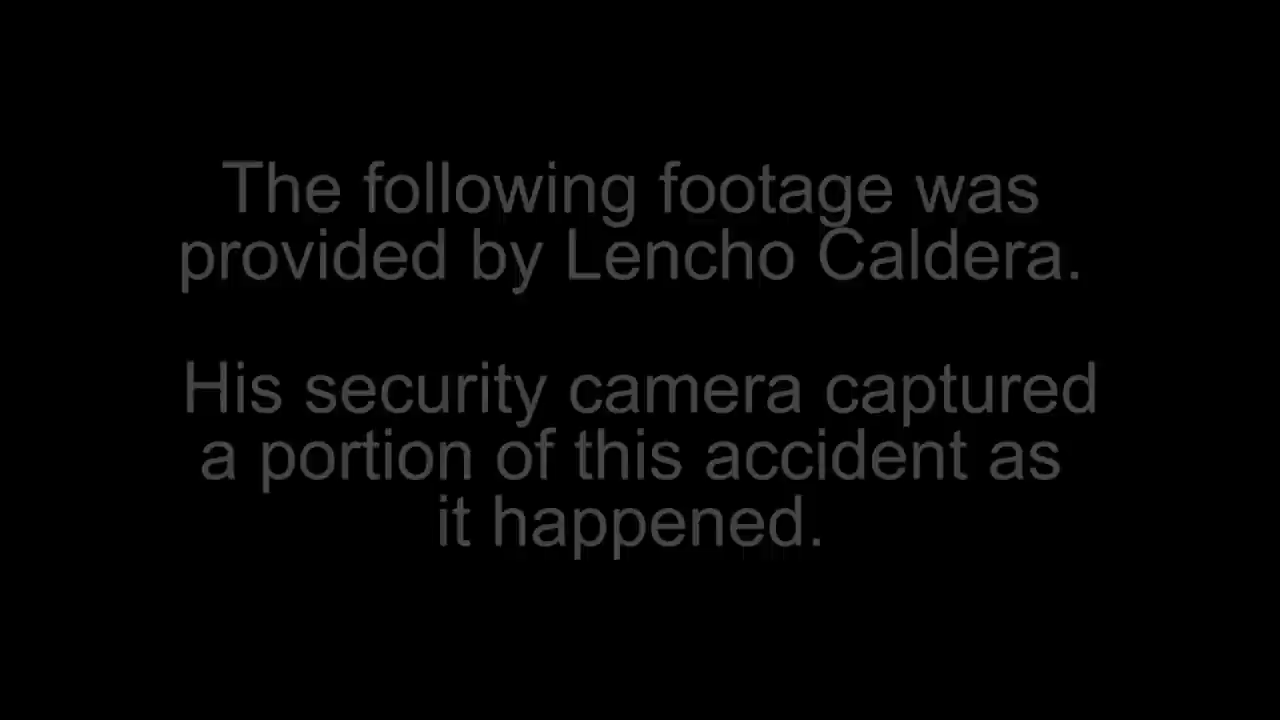 The following footage was
provided by Lencho Caldera.
His security camera captured
a portion of this accident as
it happened.